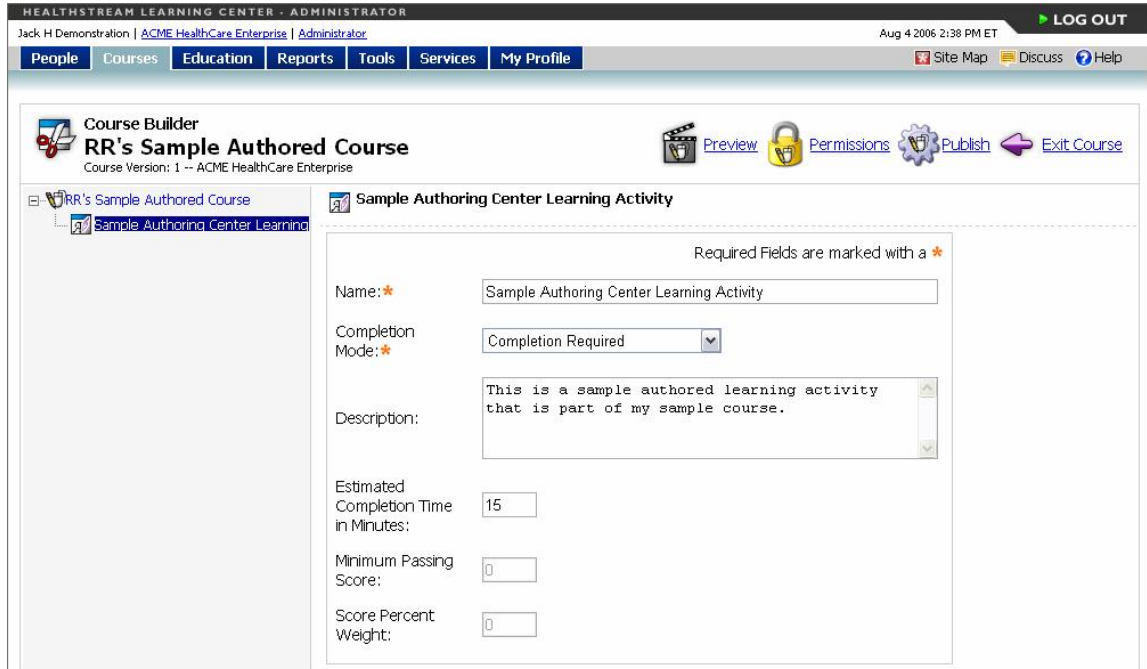 HEALTHSTREAM LEARNING CENTER - ADMINISTRATOR
LOG OUT
Jack H Demonstration | ACME HealthCare Enterprise | Administrator
Aug 4 2006 2:38 PM ET
People Courses Education Reports Tools Services My Profile
Site Map Discuss Help
Course Builder
RR's Sample Authored Course
Course Version: 1 -- ACME HealthCare Enterprise
Preview Permissions Publish Exit Course
RR's Sample Authored Course
Sample Authoring Center Learning
Sample Authoring Center Learning Activity
Required Fields are marked with a *
Name:* Sample Authoring Center Learning Activity
Completion
Mode:* Completion Required
Description:
This is a sample authored learning activity
that is part of my sample course.
Estimated
Completion Time
in Minutes:
15
Minimum Passing
Score:
0
Score Percent
Weight:
0